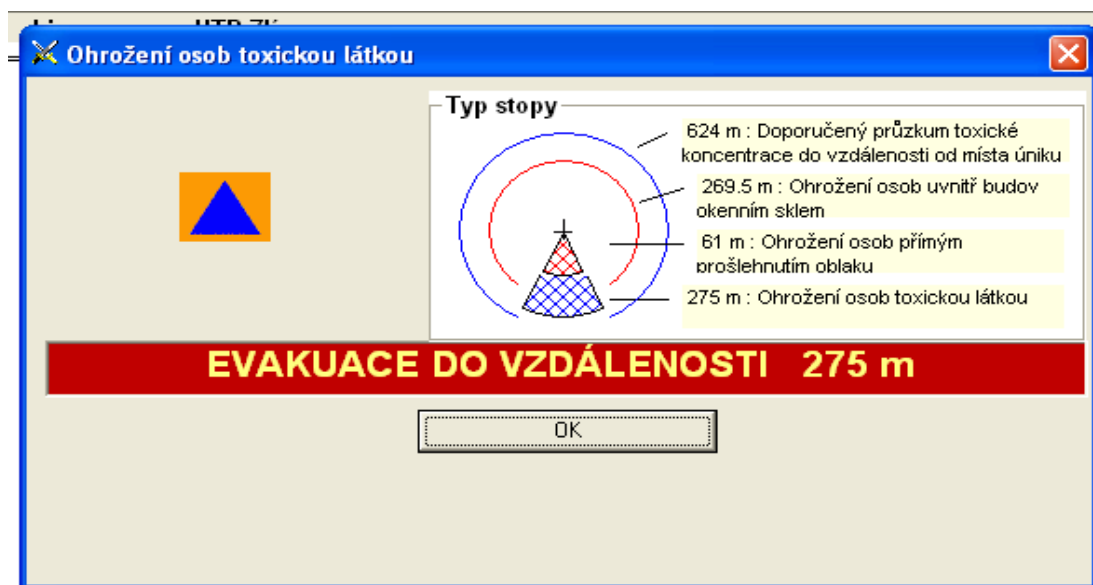 Ohrožení osob toxickou látkou
Typ stopy
624 m : Doporučený průzkum toxické
koncentrace do vzdálenosti od místa úniku
269.5 m : Ohrožení osob uvnitř budov
okenním sklem
61 m : Ohrožení osob přímým
prošlehnutím oblaku
275 m : Ohrožení osob toxickou látkou
EVAKUACE DO VZDÁLENOSTI 275 m
OK